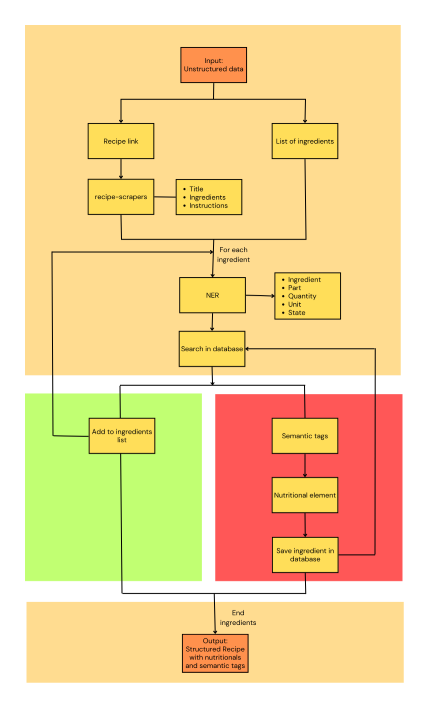 Input:
Unstructured data
Recipe link
List of ingredients
recipe-scrapers
• Title
• Ingredients
• Instructions
For each
ingredient
NER
• Ingredient
• Part
• Quantity
• Unit
• State
Search in database
Add to ingredients
list
Semantic tags
Nutritional element
Save ingredient in
database
End
ingredients
Output:
Structured Recipe
with nutritionals
and semantic tags